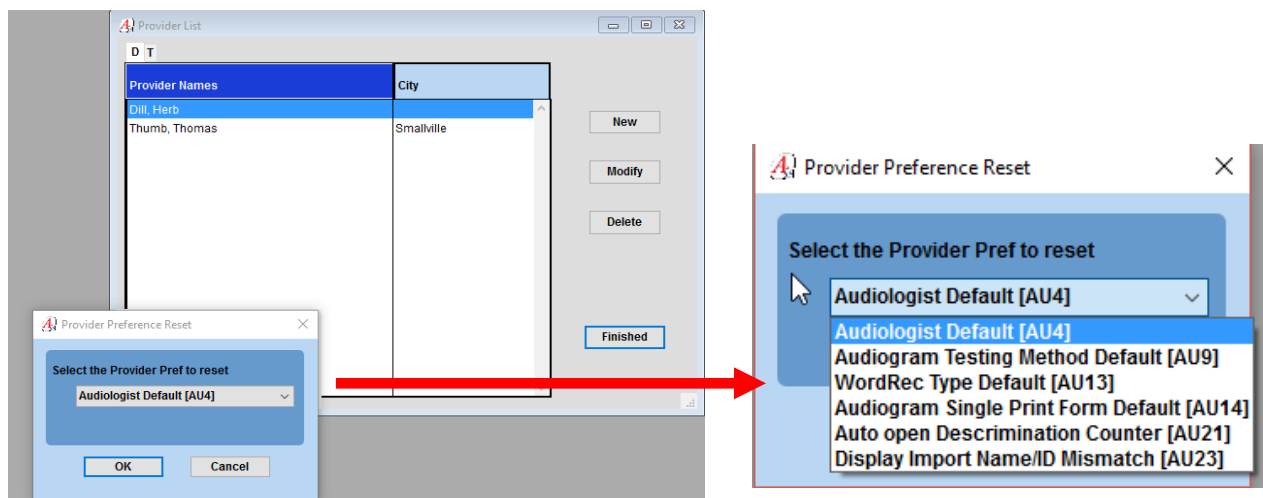 Provider List
D T
Provider Names City
Dill, Herb
Thumb, Thomas Smallville
New
Modify
Delete
Finished
Provider Preference Reset
Select the Provider Pref to reset
Audiologist Default [AU4]
OK Cancel
Provider Preference Reset
Select the Provider Pref to reset
Audiologist Default [AU4]
Audiologist Default [AU4]
Audiogram Testing Method Default [AU9]
WordRec Type Default [AU13]
Audiogram Single Print Form Default [AU14]
Auto open Descrimination Counter [AU21]
Display Import Name/ID Mismatch [AU23]